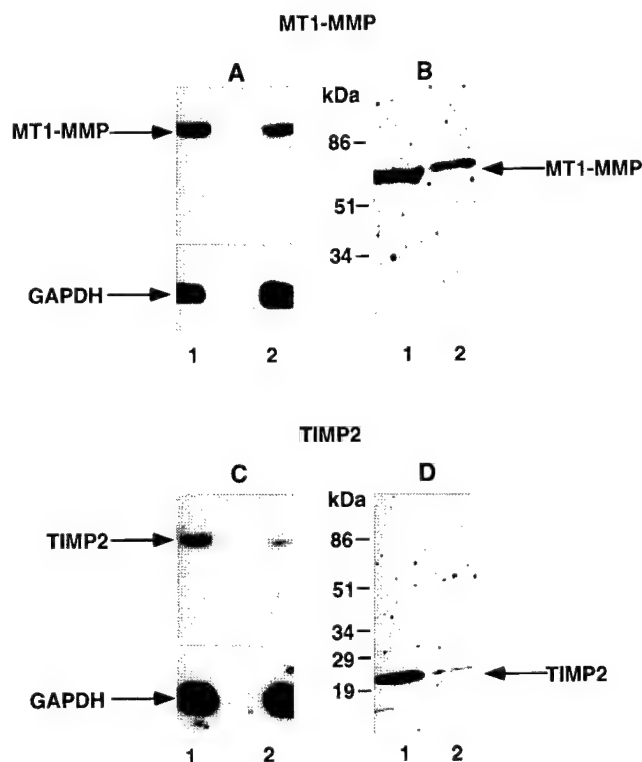 MT1-MMP
A
B
kDa
MT1-MMP
86
MT1-MMP
51
34
GAPDH
1 2
1 2
TIMP2
C
D
kDa
TIMP2
86
51
34
29
TIMP2
19
GAPDH
1 2
1 2